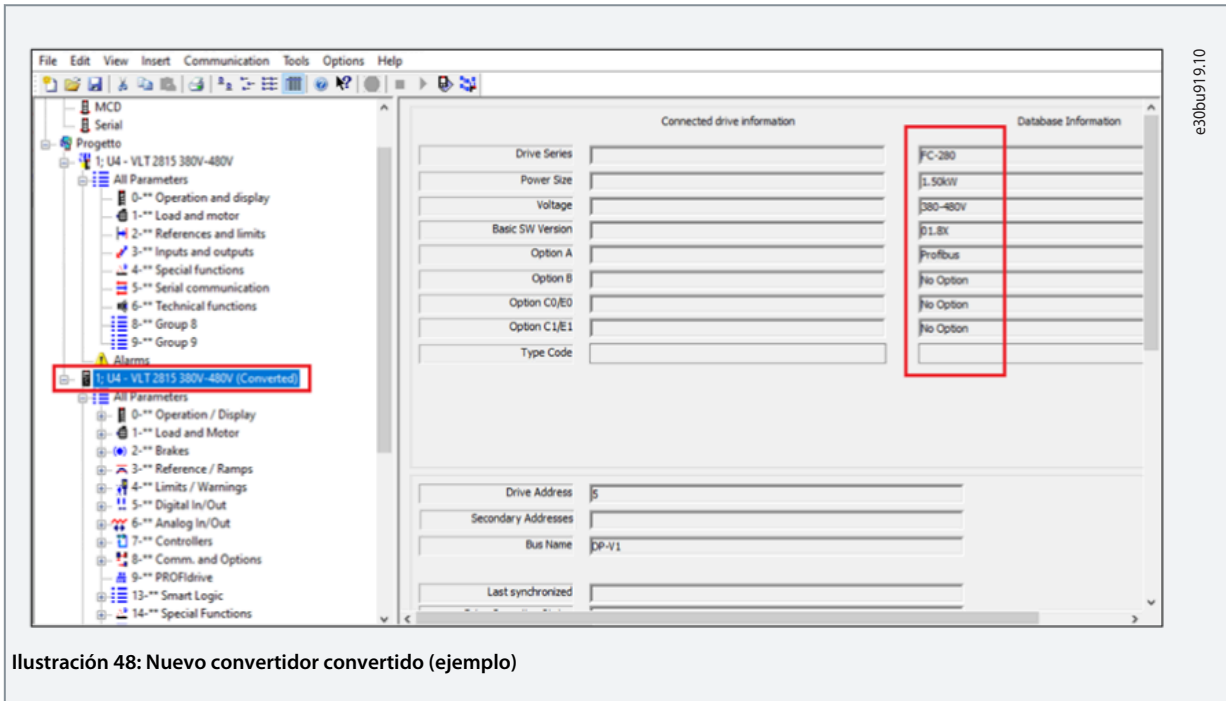 e30bu919.10
File Edit View Insert Communication Tools Options Help
MCD
Serial
Progetto
1; U4 - VLT 2815 380V-480V
All Parameters
0-** Operation and display
1-** Load and motor
2-** References and limits
3-** Inputs and outputs
4-** Special functions
5-** Serial communication
6-** Technical functions
8-** Group 8
9-** Group 9
Alarms
1; U4 - VLT 2815 380V-480V (Converted)
All Parameters
0-** Operation / Display
1-** Load and Motor
2-** Brakes
3-** Reference / Ramps
4-** Limits / Warnings
5-** Digital In/Out
6-** Analog In/Out
7-** Controllers
8-** Comm. and Options
9-** PROFIdrive
13-** Smart Logic
14-** Special Functions
Connected drive information Database Information
Drive Series FC-280
Power Size 1.50kW
Voltage 380-480V
Basic SW Version 01.8X
Option A Profibus
Option B No Option
Option C0/E0 No Option
Option C1/E1 No Option
Type Code
Drive Address 5
Secondary Addresses
Bus Name DP-V1
Last synchronized
Ilustración 48: Nuevo convertidor convertido (ejemplo)